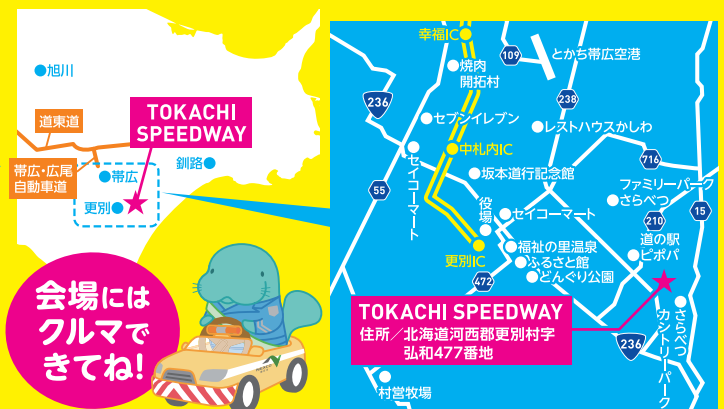 旭川
道東道
TOKACHI
SPEEDWAY
帯広・広尾
自動車道
帯広
釧路
更別
会場には
クルマで
きてね!
幸福IC
109
とかち帯広空港
焼肉
開拓村
236
238
セブンイレブン
レストハウスかしわ
中札内IC
セイコーマート
716
坂本道行記念館
55
ファミリーパーク
さらべつ
15
役場
セイコーマート
210
道の駅
ピポパ
福祉の里温泉
更別IC
ふるさと館
472
どんぐり公園
TOKACHI SPEEDWAY
住所/北海道河西郡更別村字
弘和477番地
さらべつ
カントリーパーク
236
村営牧場